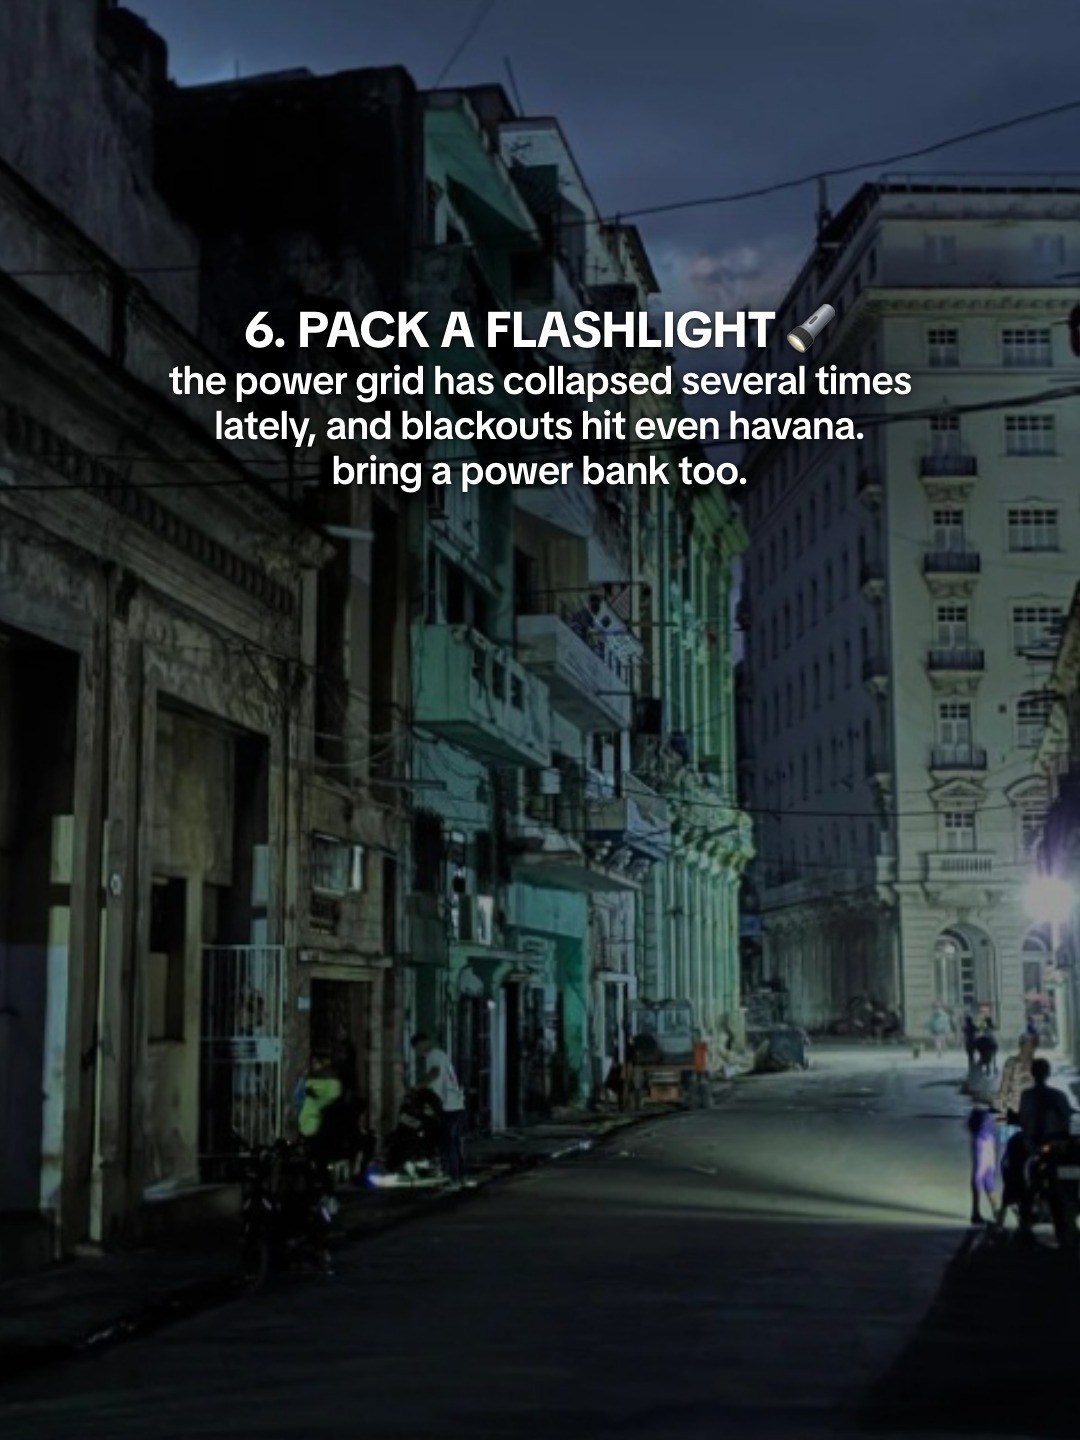 6. PACK A FLASHLIGHT 🔦
the power grid has collapsed several times
lately, and blackouts hit even havana.
bring a power bank too.